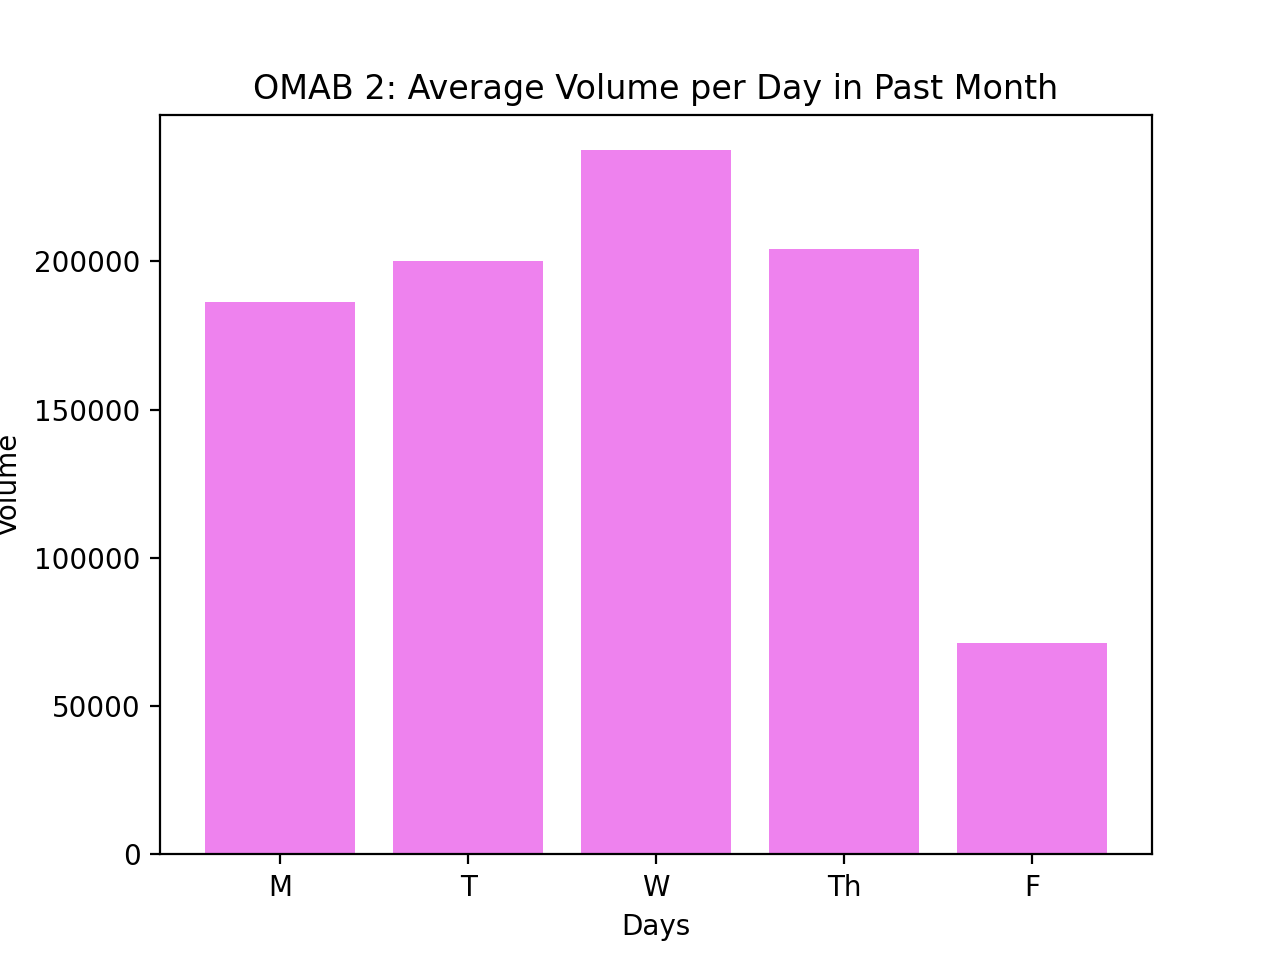 OMAB 2: Average Volume per Day in Past Month
Volume
200000
150000
100000
50000
0
M T W Th F
Days